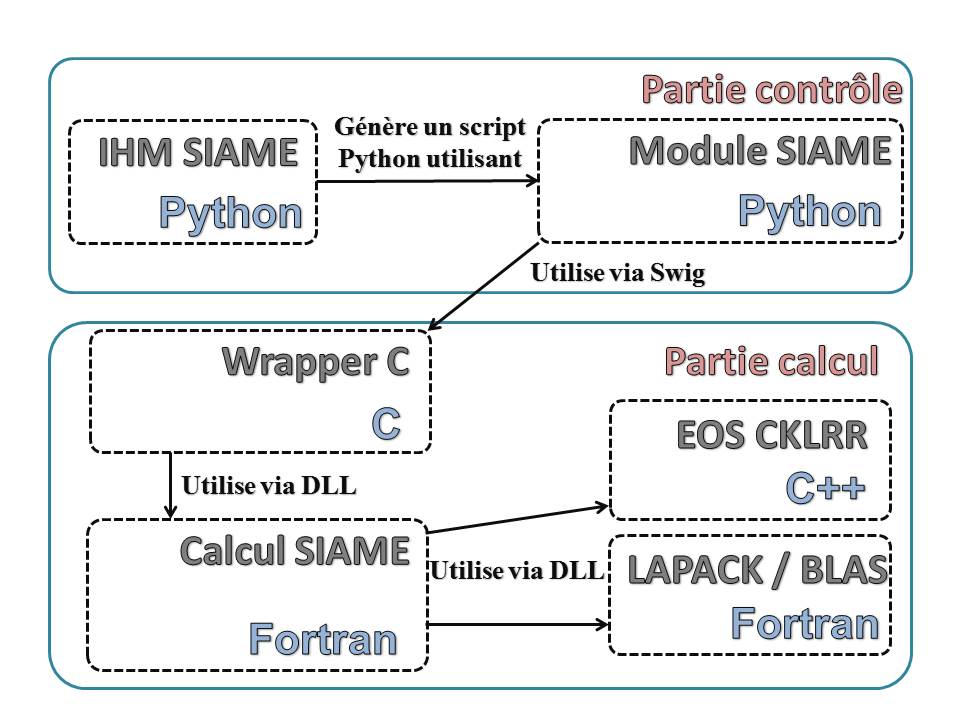 Partie contrôle
IHM SIAME
Python
Génère un script
Python utilisant
Module SIAME
Python
Utilise via Swig
Partie calcul
Wrapper C
C
Utilise via DLL
Calcul SIAME
Fortran
Utilise via DLL
EOS CKLRR
C++
LAPACK / BLAS
Fortran